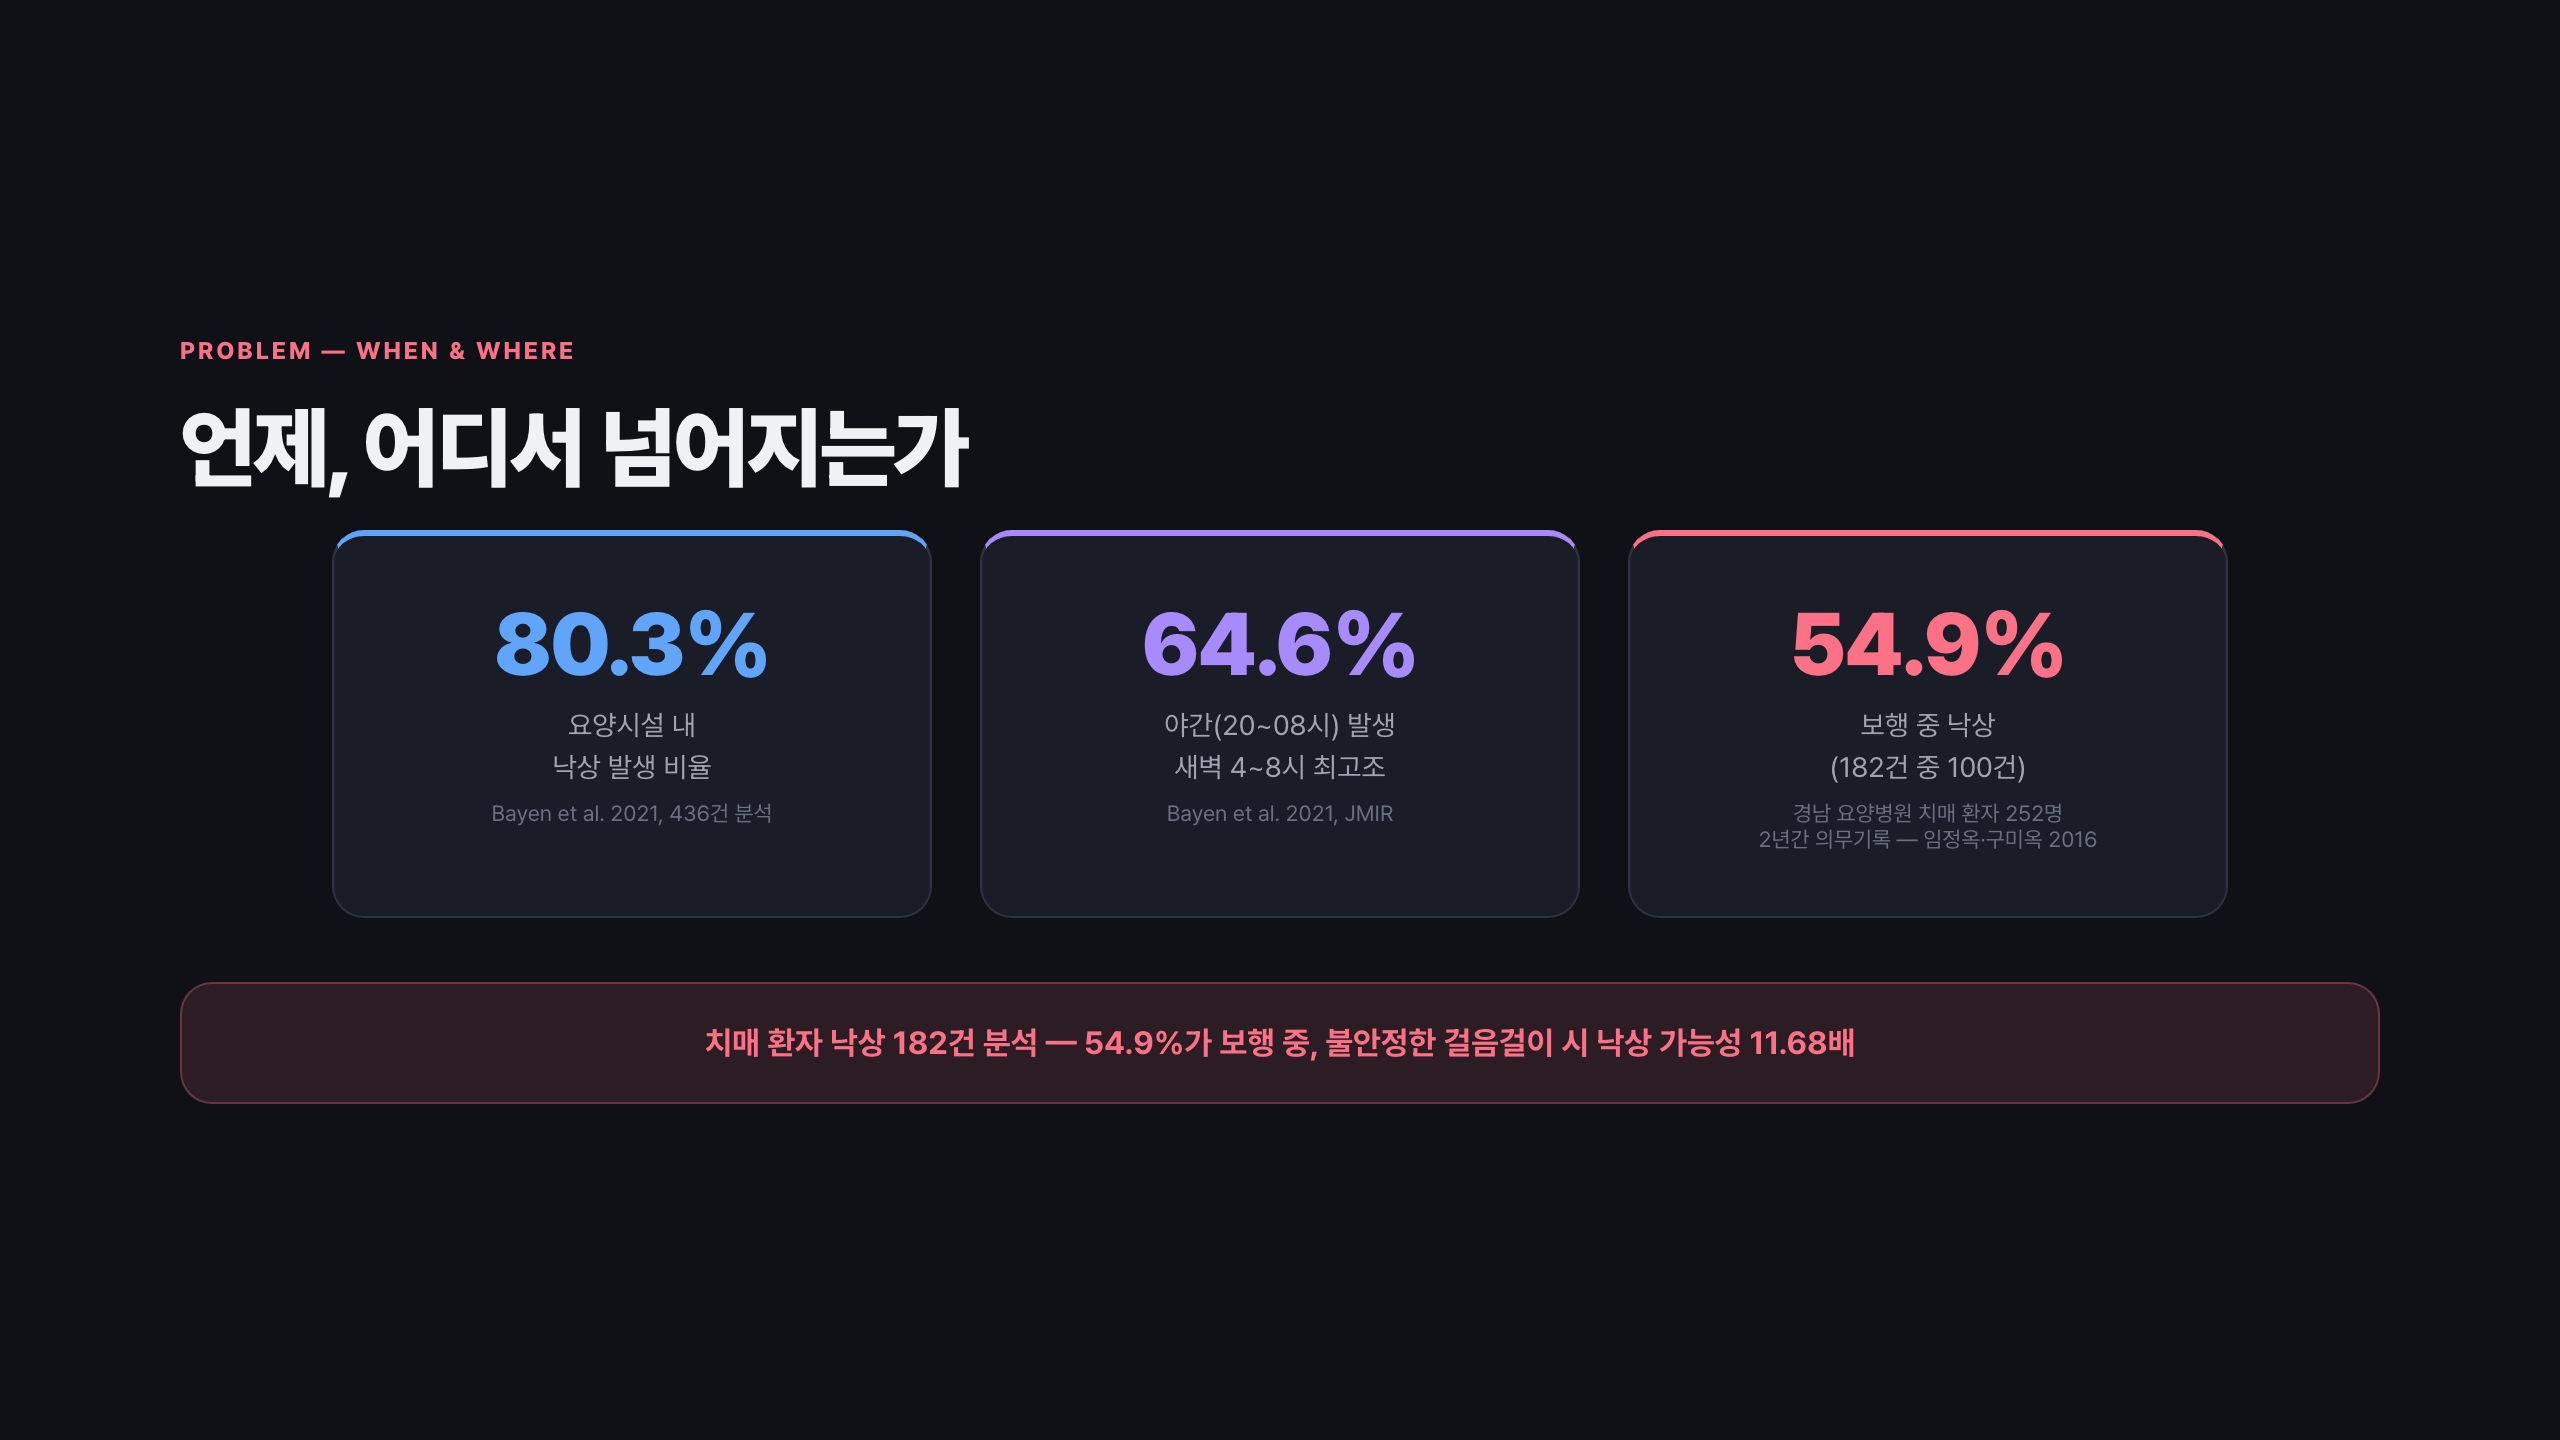 PROBLEM — WHEN & WHERE
언제, 어디서 넘어지는가
80.3%
요양시설 내
낙상 발생 비율
Bayen et al. 2021, 436건 분석
64.6%
야간(20~08시) 발생
새벽 4~8시 최고조
Bayen et al. 2021, JMIR
54.9%
보행 중 낙상
(182건 중 100건)
경남 요양병원 치매 환자 252명
2년간 의무기록 — 임정옥·구미옥 2016
치매 환자 낙상 182건 분석 — 54.9%가 보행 중, 불안정한 걸음걸이 시 낙상 가능성 11.68배